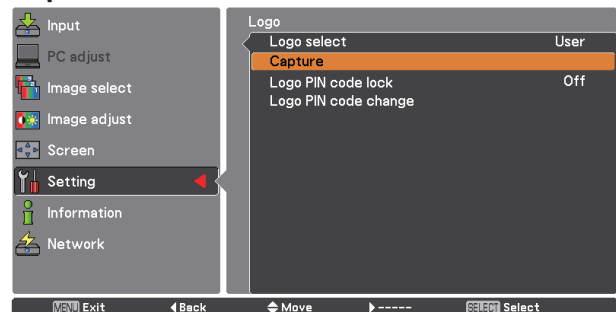 Input
PC adjust
Image select
Image adjust
Screen
Setting
Information
Network
Logo
Logo select User
Capture
Logo PIN code lock Off
Logo PIN code change
MENU Exit Back Move ----- SELECT Select